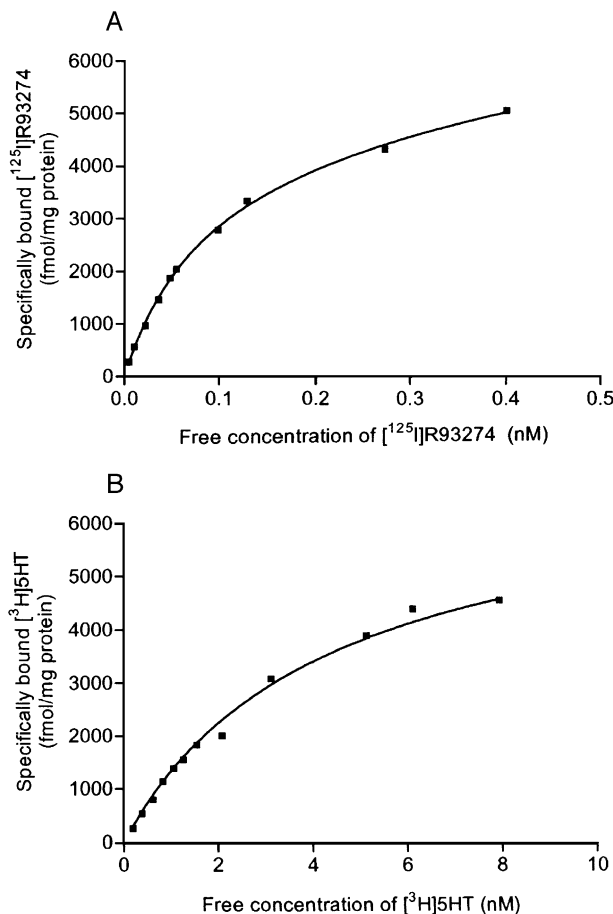 A
6000
5000
4000
3000
2000
1000
0
Specifically bound [¹²⁵I]R93274
(fmol/mg protein)
0.0 0.1 0.2 0.3 0.4 0.5
Free concentration of [¹²⁵I]R93274 (nM)
B
6000
5000
4000
3000
2000
1000
0
Specifically bound [³H]5HT
(fmol/mg protein)
0 2 4 6 8 10
Free concentration of [³H]5HT (nM)